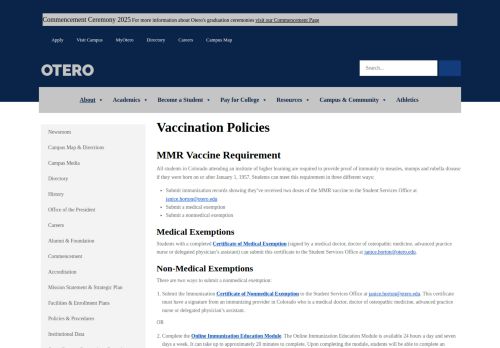 Commencement Ceremony 2025 For more information about Otero's graduation ceremonies visit our Commencement Page
Apply Visit Campus MyOtero Directory Careers Campus Map
OTERO
Search...
About Academics Become a Student Pay for College Resources Campus & Community Athletics
Newsroom
Campus Map & Directions
Campus Media
Directory
History
Office of the President
Careers
Alumni & Foundation
Commencement
Accreditation
Mission Statement & Strategic Plan
Facilities & Enrollment Plans
Policies & Procedures
Institutional Data
Vaccination Policies
MMR Vaccine Requirement
All students in Colorado attending an institute of higher learning are required to provide proof of immunity to measles, mumps and rubella disease
if they were born on or after January 1, 1957. Students can meet this requirement in three different ways:
Submit immunization records showing they've received two doses of the MMR vaccine to the Student Services Office at
janice.horton@otero.edu
Submit a medical exemption
Submit a nonmedical exemption
Medical Exemptions
Students with a completed Certificate of Medical Exemption (signed by a medical doctor, doctor of osteopathic medicine, advanced practice
nurse or delegated physician's assistant) can submit this certificate to the Student Services Office at janice.horton@otero.edu.
Non-Medical Exemptions
There are two ways to submit a nonmedical exemption:
1. Submit the Immunization Certificate of Nonmedical Exemption to the Student Services Office at janice.horton@otero.edu. This certificate
must have a signature from an immunizing provider in Colorado who is a medical doctor, doctor of osteopathic medicine, advanced practice
nurse or delegated physician's assistant.
OR
2. Complete the Online Immunization Education Module. The Online Immunization Education Module is available 24 hours a day and seven
days a week. It can take up to approximately 20 minutes to complete. Upon completing the module, students will be able to complete an